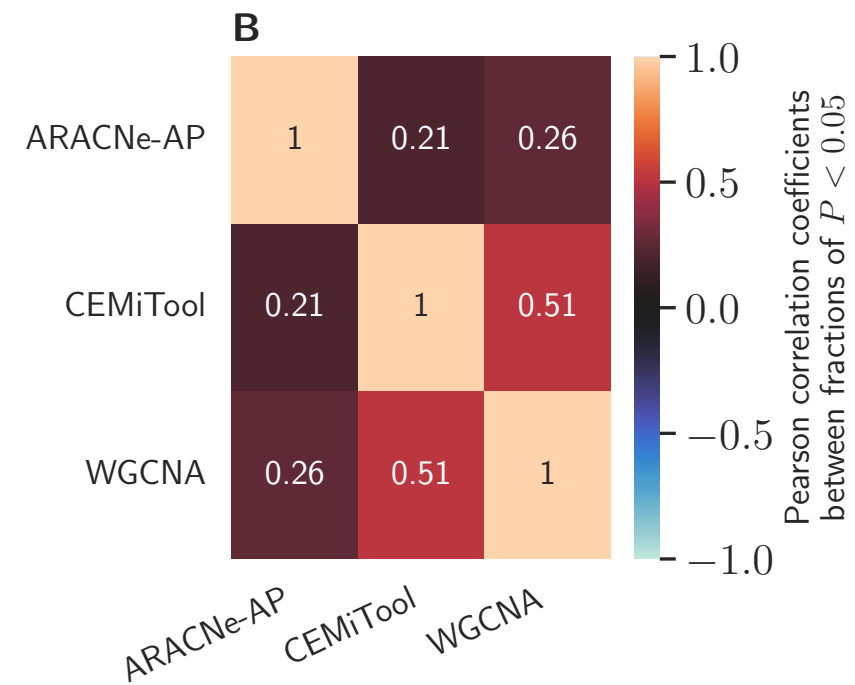 B
ARACNe-AP
1
0.21
0.26
CEMiTool
0.21
1
0.51
WGCNA
0.26
0.51
1
ARACNe-AP
CEMiTool
WGCNA
1.0
0.5
0.0
−0.5
−1.0
Pearson correlation coefficients
between fractions of P < 0.05